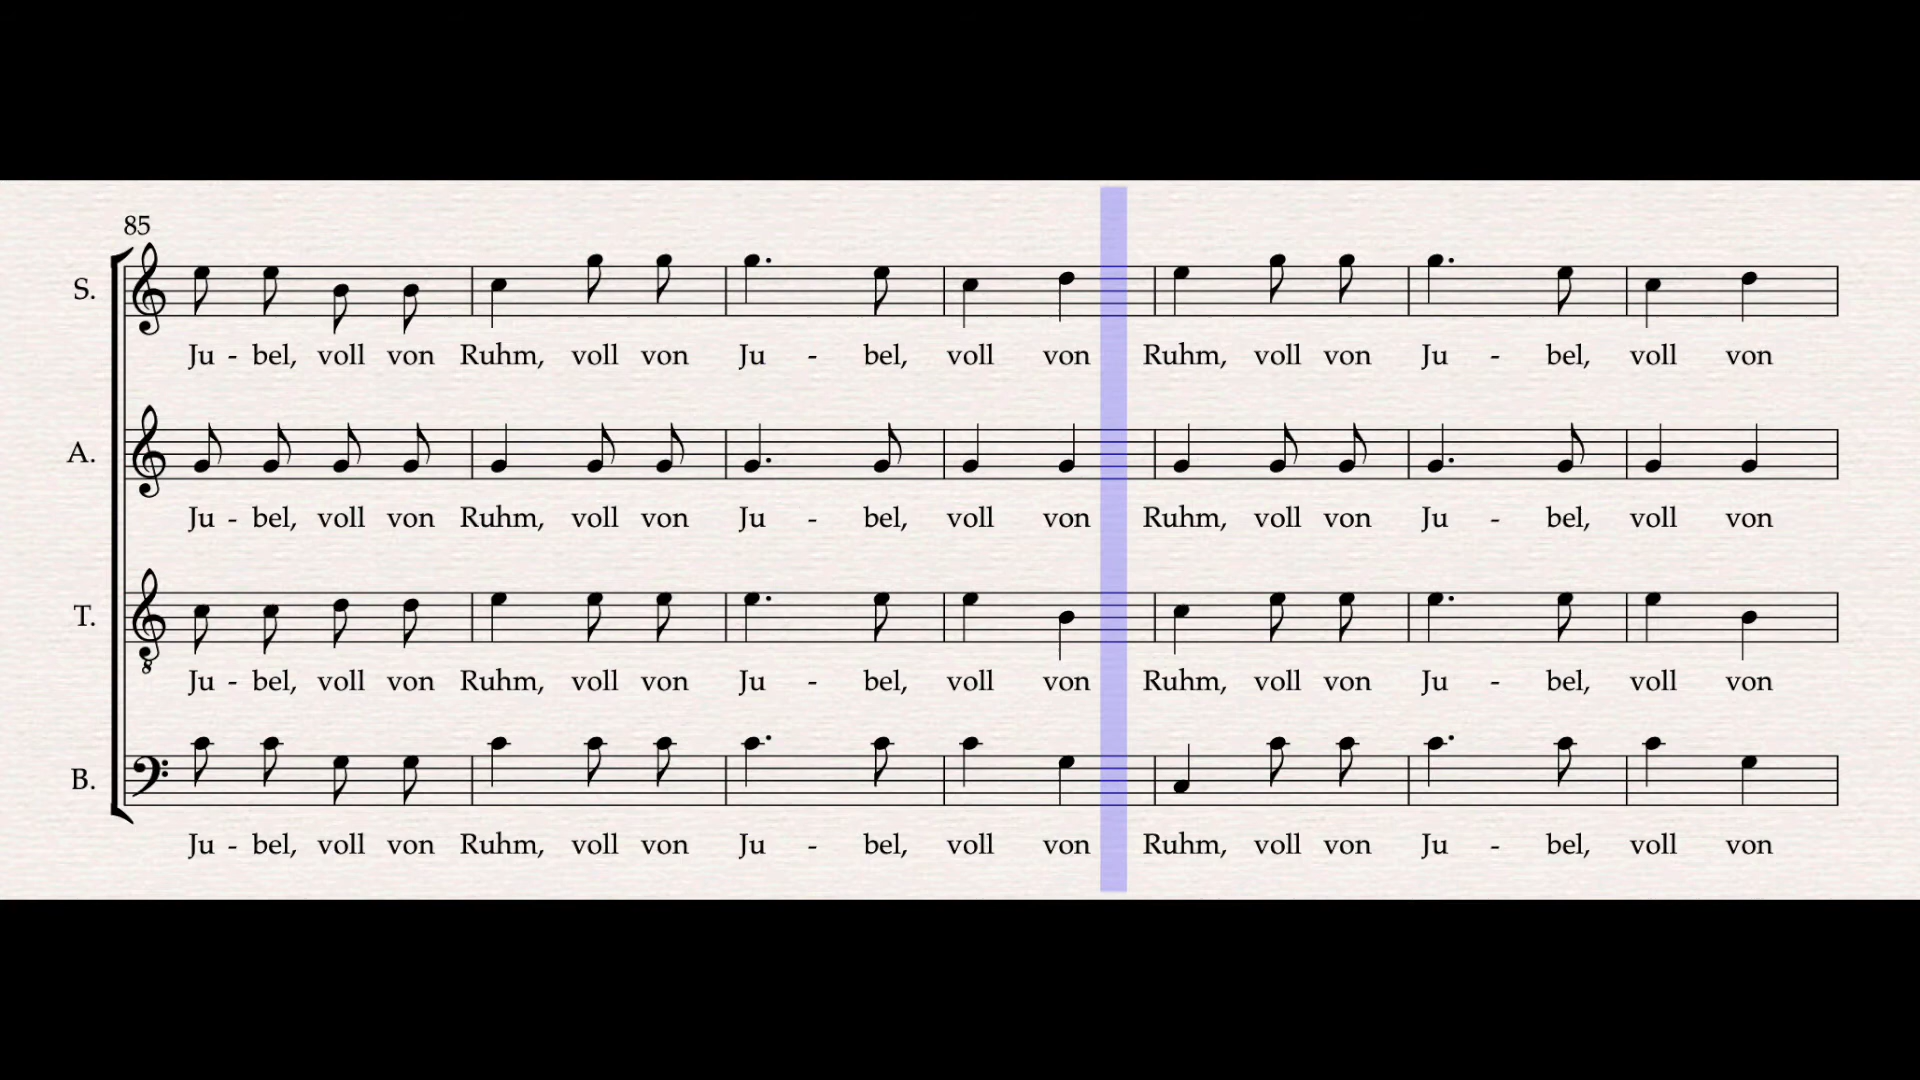 85
S.
Ju - bel, voll von Ruhm, voll von Ju - bel, voll von Ruhm, voll von Ju - bel, voll von
A.
Ju - bel, voll von Ruhm, voll von Ju - bel, voll von Ruhm, voll von Ju - bel, voll von
T.
8
Ju - bel, voll von Ruhm, voll von Ju - bel, voll von Ruhm, voll von Ju - bel, voll von
B.
Ju - bel, voll von Ruhm, voll von Ju - bel, voll von Ruhm, voll von Ju - bel, voll von